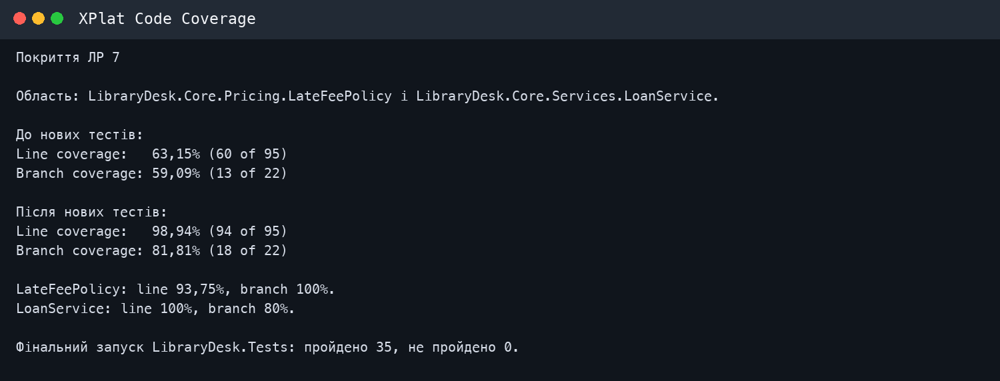 XPlat Code Coverage
Покриття ЛР 7
Область: LibraryDesk.Core.Pricing.LateFeePolicy і LibraryDesk.Core.Services.LoanService.
До нових тестів:
Line coverage:   63,15% (60 of 95)
Branch coverage: 59,09% (13 of 22)
Після нових тестів:
Line coverage:   98,94% (94 of 95)
Branch coverage: 81,81% (18 of 22)
LateFeePolicy: line 93,75%, branch 100%.
LoanService: line 100%, branch 80%.
Фінальний запуск LibraryDesk.Tests: пройдено 35, не пройдено 0.